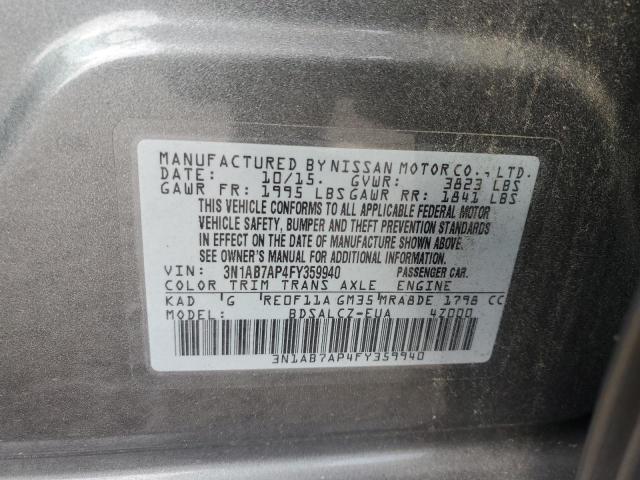 MANUFACTURED BY NISSAN MOTOR CO., LTD.
DATE: 10/15. GVWR: 3823 LBS
GAWR FR: 1995 LBS GAWR RR: 1841 LBS
THIS VEHICLE CONFORMS TO ALL APPLICABLE FEDERAL MOTOR
VEHICLE SAFETY, BUMPER AND THEFT PREVENTION STANDARDS
IN EFFECT ON THE DATE OF MANUFACTURE SHOWN ABOVE.
SEE OWNER'S MANUAL FOR ADDITIONAL INFORMATION.
VIN: 3N1AB7AP4FY359940 PASSENGER CAR.
COLOR TRIM TRANS AXLE ENGINE
KAD G RE0F11A GM35 MRA8DE 1798 CC
MODEL: BDSALCZ-EUA 4Z000
3N1AB7AP4FY359940